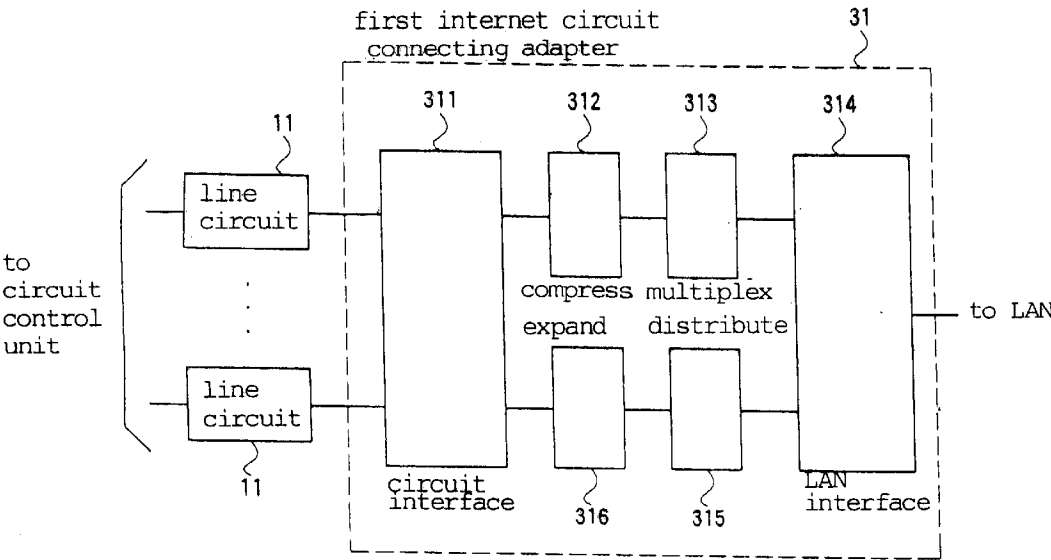 first internet circuit
connecting adapter
31
311
312
313
314
11
line
circuit
to
circuit
control
unit
compress
multiplex
expand
distribute
to LAN
line
circuit
11
circuit
interface
316
315
LAN
interface